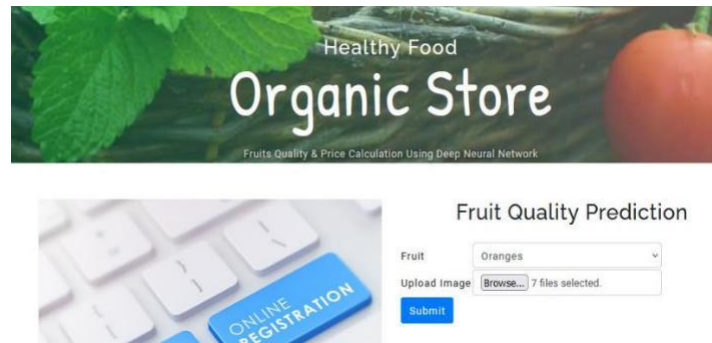 Healthy Food
Organic Store
Fruits Quality & Price Calculation Using Deep Neural Network
Fruit Quality Prediction
Fruit Oranges
Upload Image Browse... 7 files selected.
Submit
ONLINE
REGISTRATION